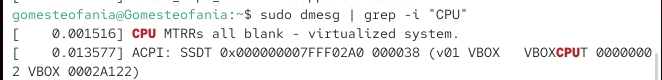 gomesteofania@Gomesteofania:~$ sudo dmesg | grep -i "CPU"
[    0.001516] CPU MTRRs all blank - virtualized system.
[    0.013577] ACPI: SSDT 0x000000007FFF02A0 000038 (v01 VBOX   VBOXCPUT 0000000
2 VBOX 0002A122)